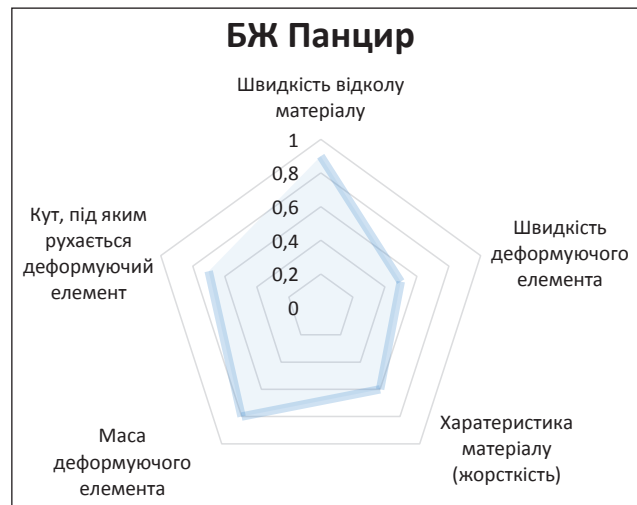 БЖ Панцир
Швидкість відколу
матеріалу
1
0,8
0,6
0,4
0,2
0
Швидкість
деформуючого
елемента
Харатеристика
матеріалу
(жорсткість)
Маса
деформуючого
елемента
Кут, під яким
рухається
деформуючий
елемент